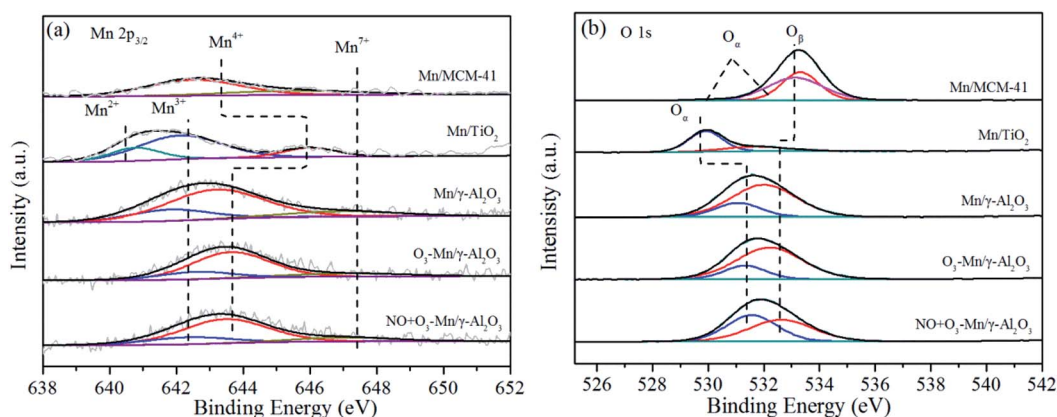 (a) Mn 2p₃/₂
Mn⁴⁺
Mn⁷⁺
Mn/MCM-41
Mn²⁺ Mn³⁺
Mn/TiO₂
Mn/γ-Al₂O₃
O₃-Mn/γ-Al₂O₃
NO+O₃-Mn/γ-Al₂O₃
Intensity (a.u.)
638 640 642 644 646 648 650 652
Binding Energy (eV)
(b) O 1s
Oα Oβ
Mn/MCM-41
Oα
Mn/TiO₂
Mn/γ-Al₂O₃
O₃-Mn/γ-Al₂O₃
NO+O₃-Mn/γ-Al₂O₃
Intensisty (a.u.)
526 528 530 532 534 536 538 540 542
Binding Energy (eV)